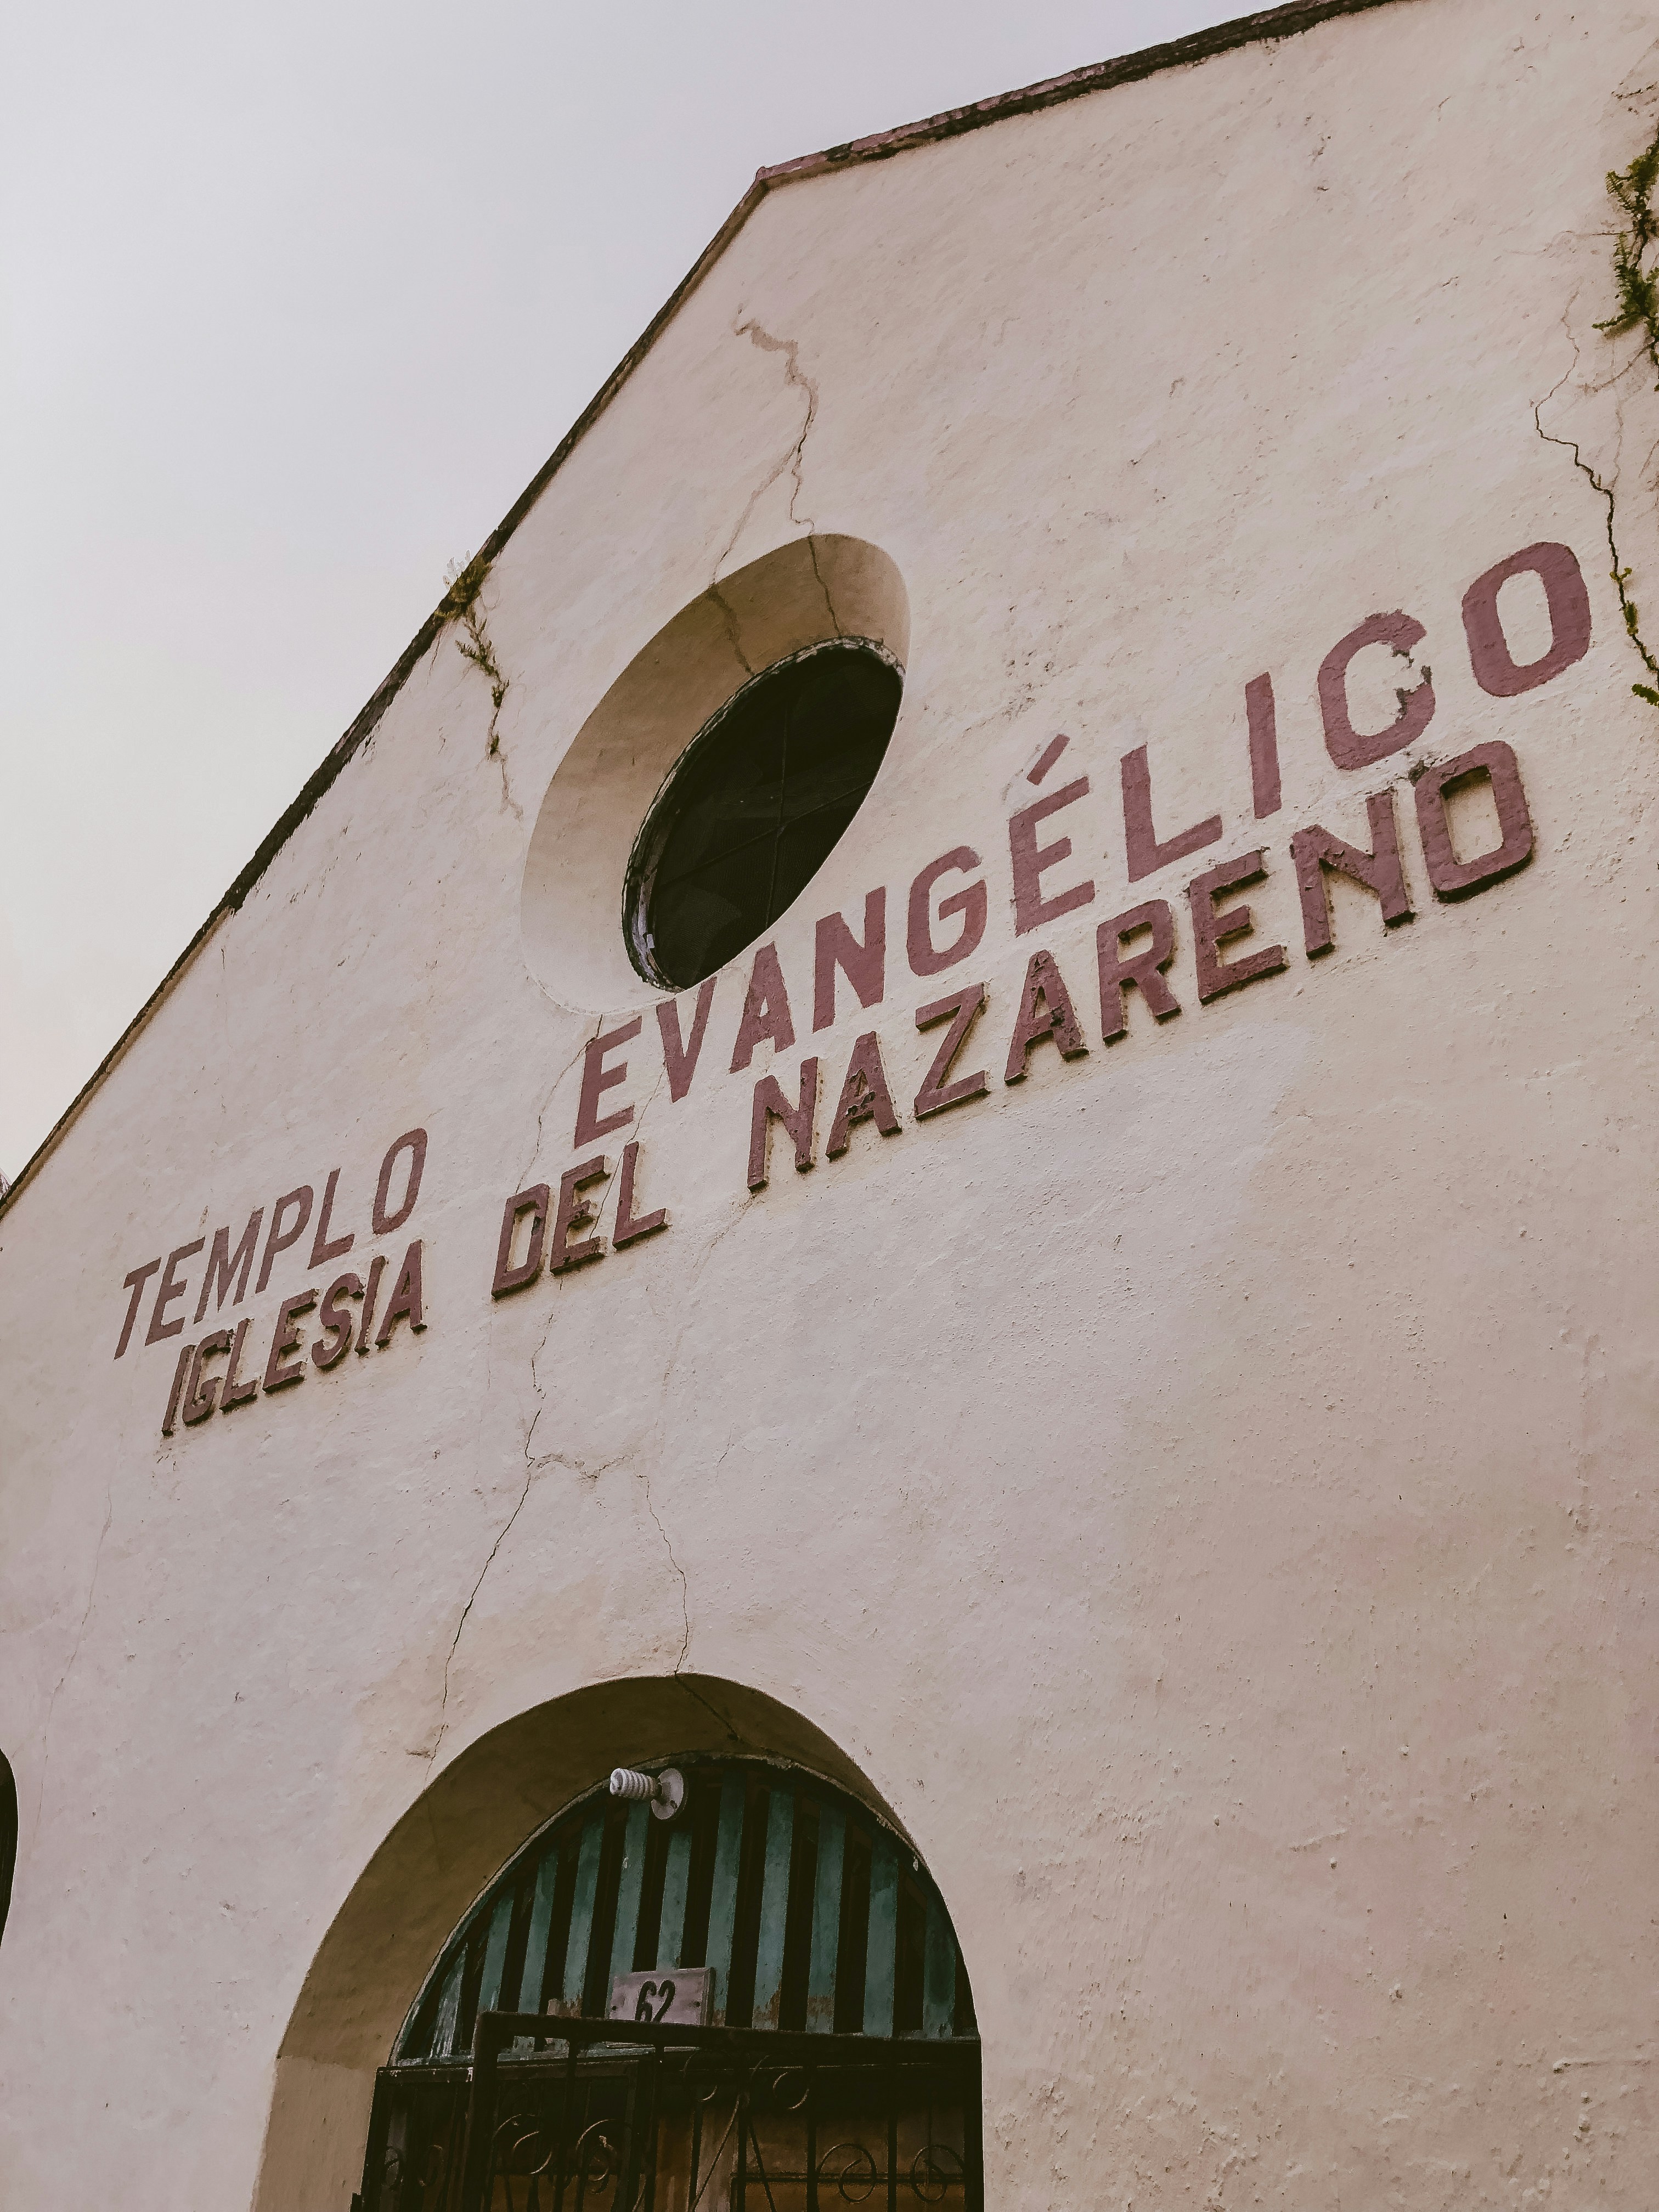 TEMPLO EVANGÉLICO
IGLESIA DEL NAZARENO
62